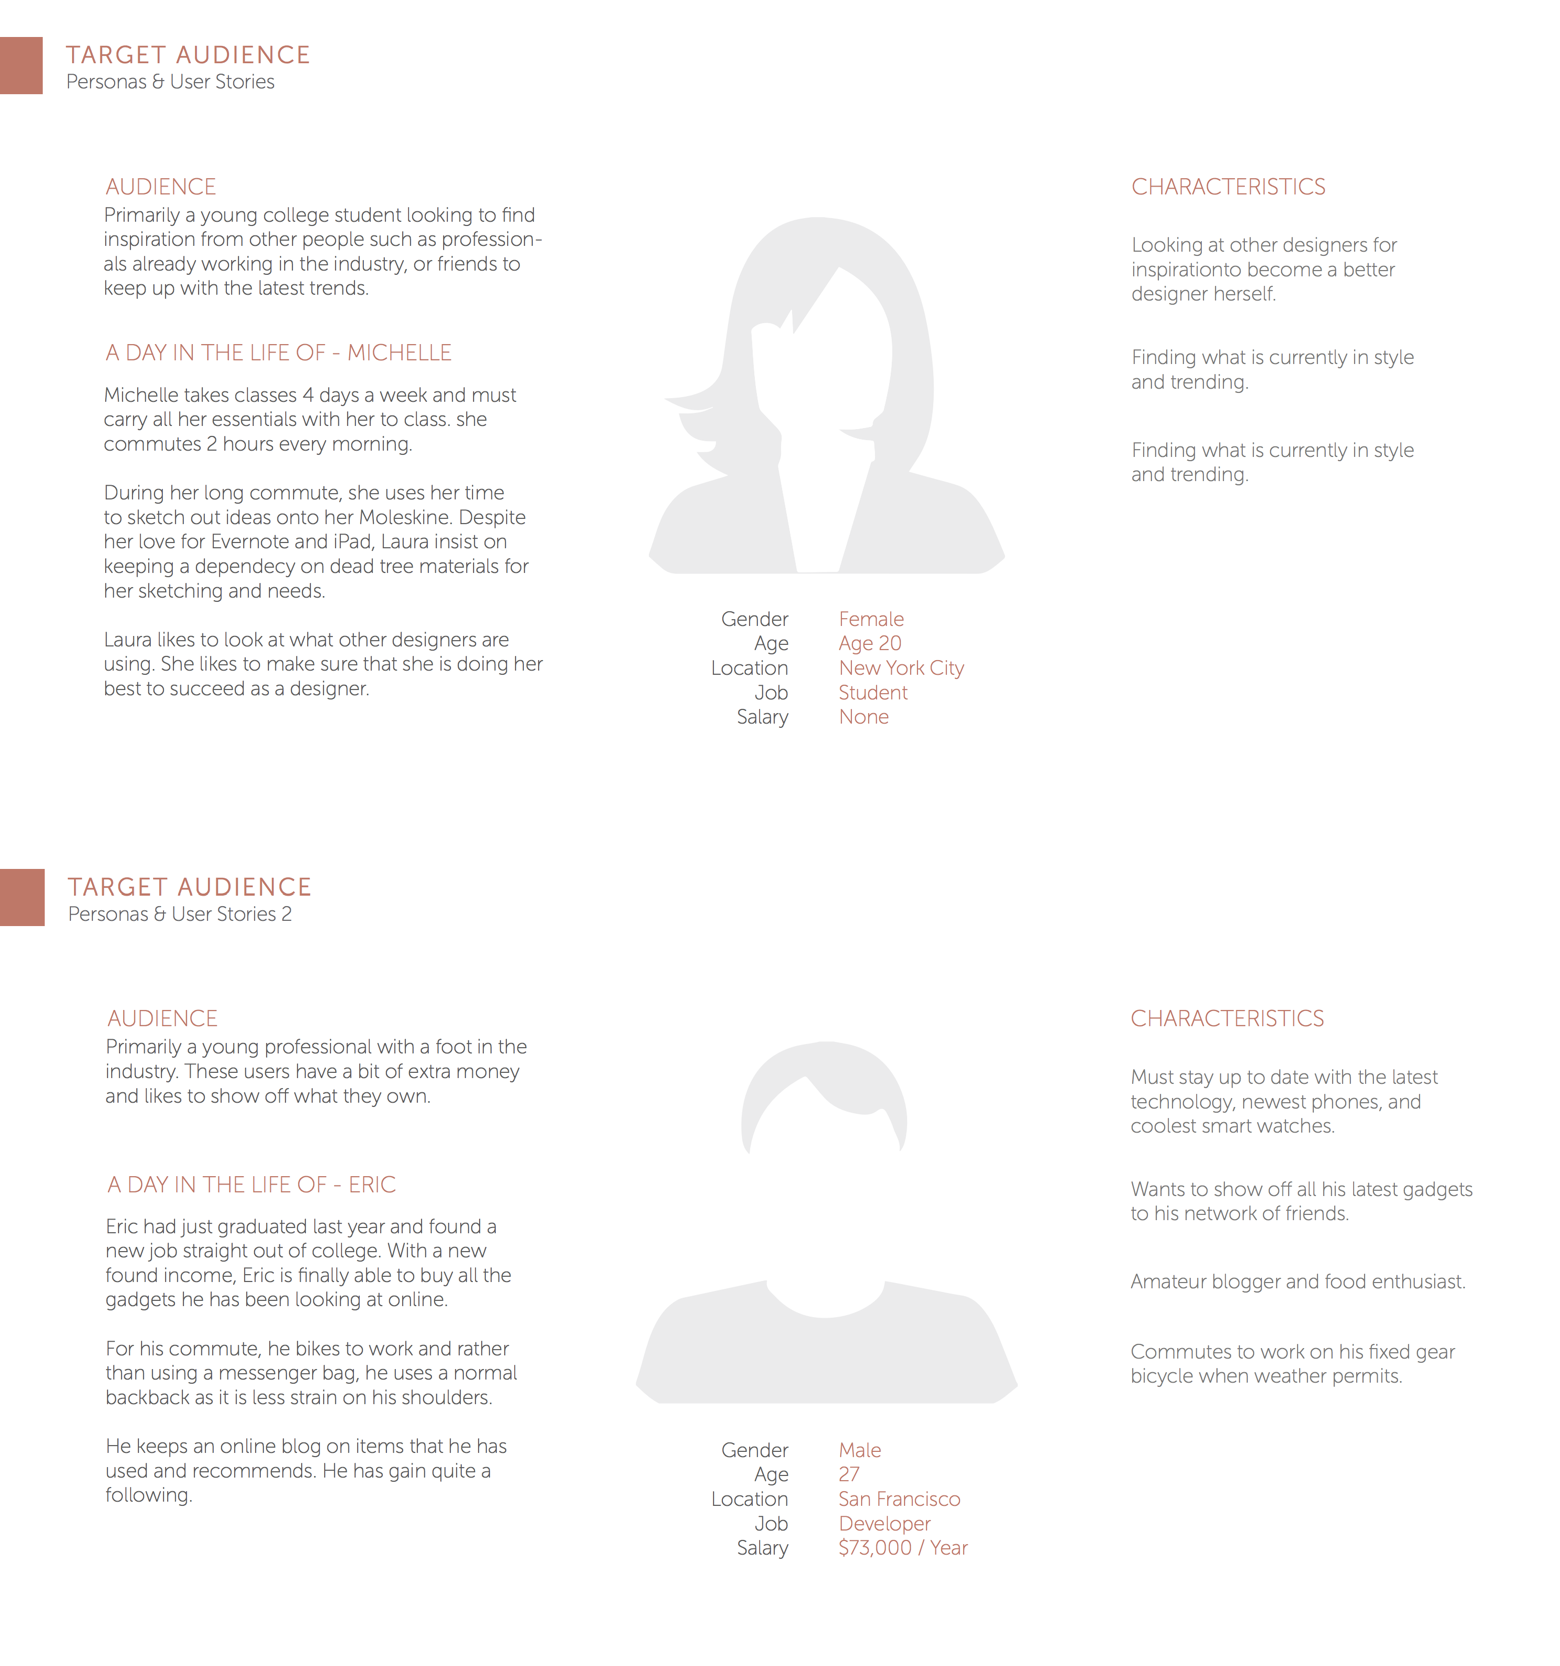 TARGET AUDIENCE
Personas & User Stories
AUDIENCE
Primarily a young college student looking to find
inspiration from other people such as profession-
als already working in the industry, or friends to
keep up with the latest trends.
A DAY IN THE LIFE OF - MICHELLE
Michelle takes classes 4 days a week and must
carry all her essentials with her to class. she
commutes 2 hours every morning.
During her long commute, she uses her time
to sketch out ideas onto her Moleskine. Despite
her love for Evernote and iPad, Laura insist on
keeping a dependecy on dead tree materials for
her sketching and needs.
Laura likes to look at what other designers are
using. She likes to make sure that she is doing her
best to succeed as a designer.
Gender Female
Age Age 20
Location New York City
Job Student
Salary None
CHARACTERISTICS
Looking at other designers for
inspirationto become a better
designer herself.
Finding what is currently in style
and trending.
Finding what is currently in style
and trending.
TARGET AUDIENCE
Personas & User Stories 2
AUDIENCE
Primarily a young professional with a foot in the
industry. These users have a bit of extra money
and likes to show off what they own.
A DAY IN THE LIFE OF - ERIC
Eric had just graduated last year and found a
new job straight out of college. With a new
found income, Eric is finally able to buy all the
gadgets he has been looking at online.
For his commute, he bikes to work and rather
than using a messenger bag, he uses a normal
backback as it is less strain on his shoulders.
He keeps an online blog on items that he has
used and recommends. He has gain quite a
following.
Gender Male
Age 27
Location San Francisco
Job Developer
Salary $73,000 / Year
CHARACTERISTICS
Must stay up to date with the latest
technology, newest phones, and
coolest smart watches.
Wants to show off all his latest gadgets
to his network of friends.
Amateur blogger and food enthusiast.
Commutes to work on his fixed gear
bicycle when weather permits.